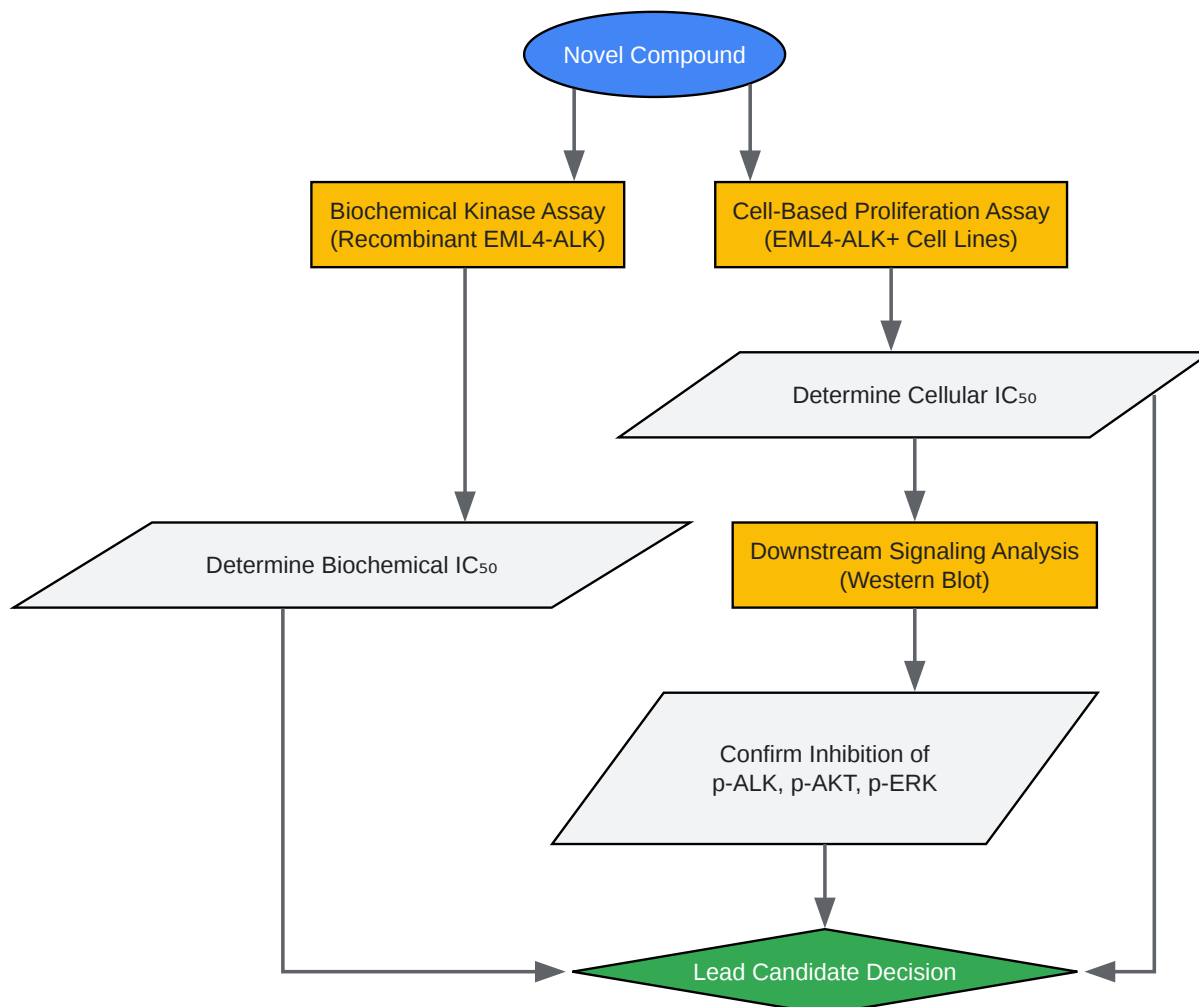 Novel Compound
Biochemical Kinase Assay
(Recombinant EML4-ALK)
Cell-Based Proliferation Assay
(EML4-ALK+ Cell Lines)
Determine Cellular IC₅₀
Determine Biochemical IC₅₀
Downstream Signaling Analysis
(Western Blot)
Confirm Inhibition of
p-ALK, p-AKT, p-ERK
Lead Candidate Decision